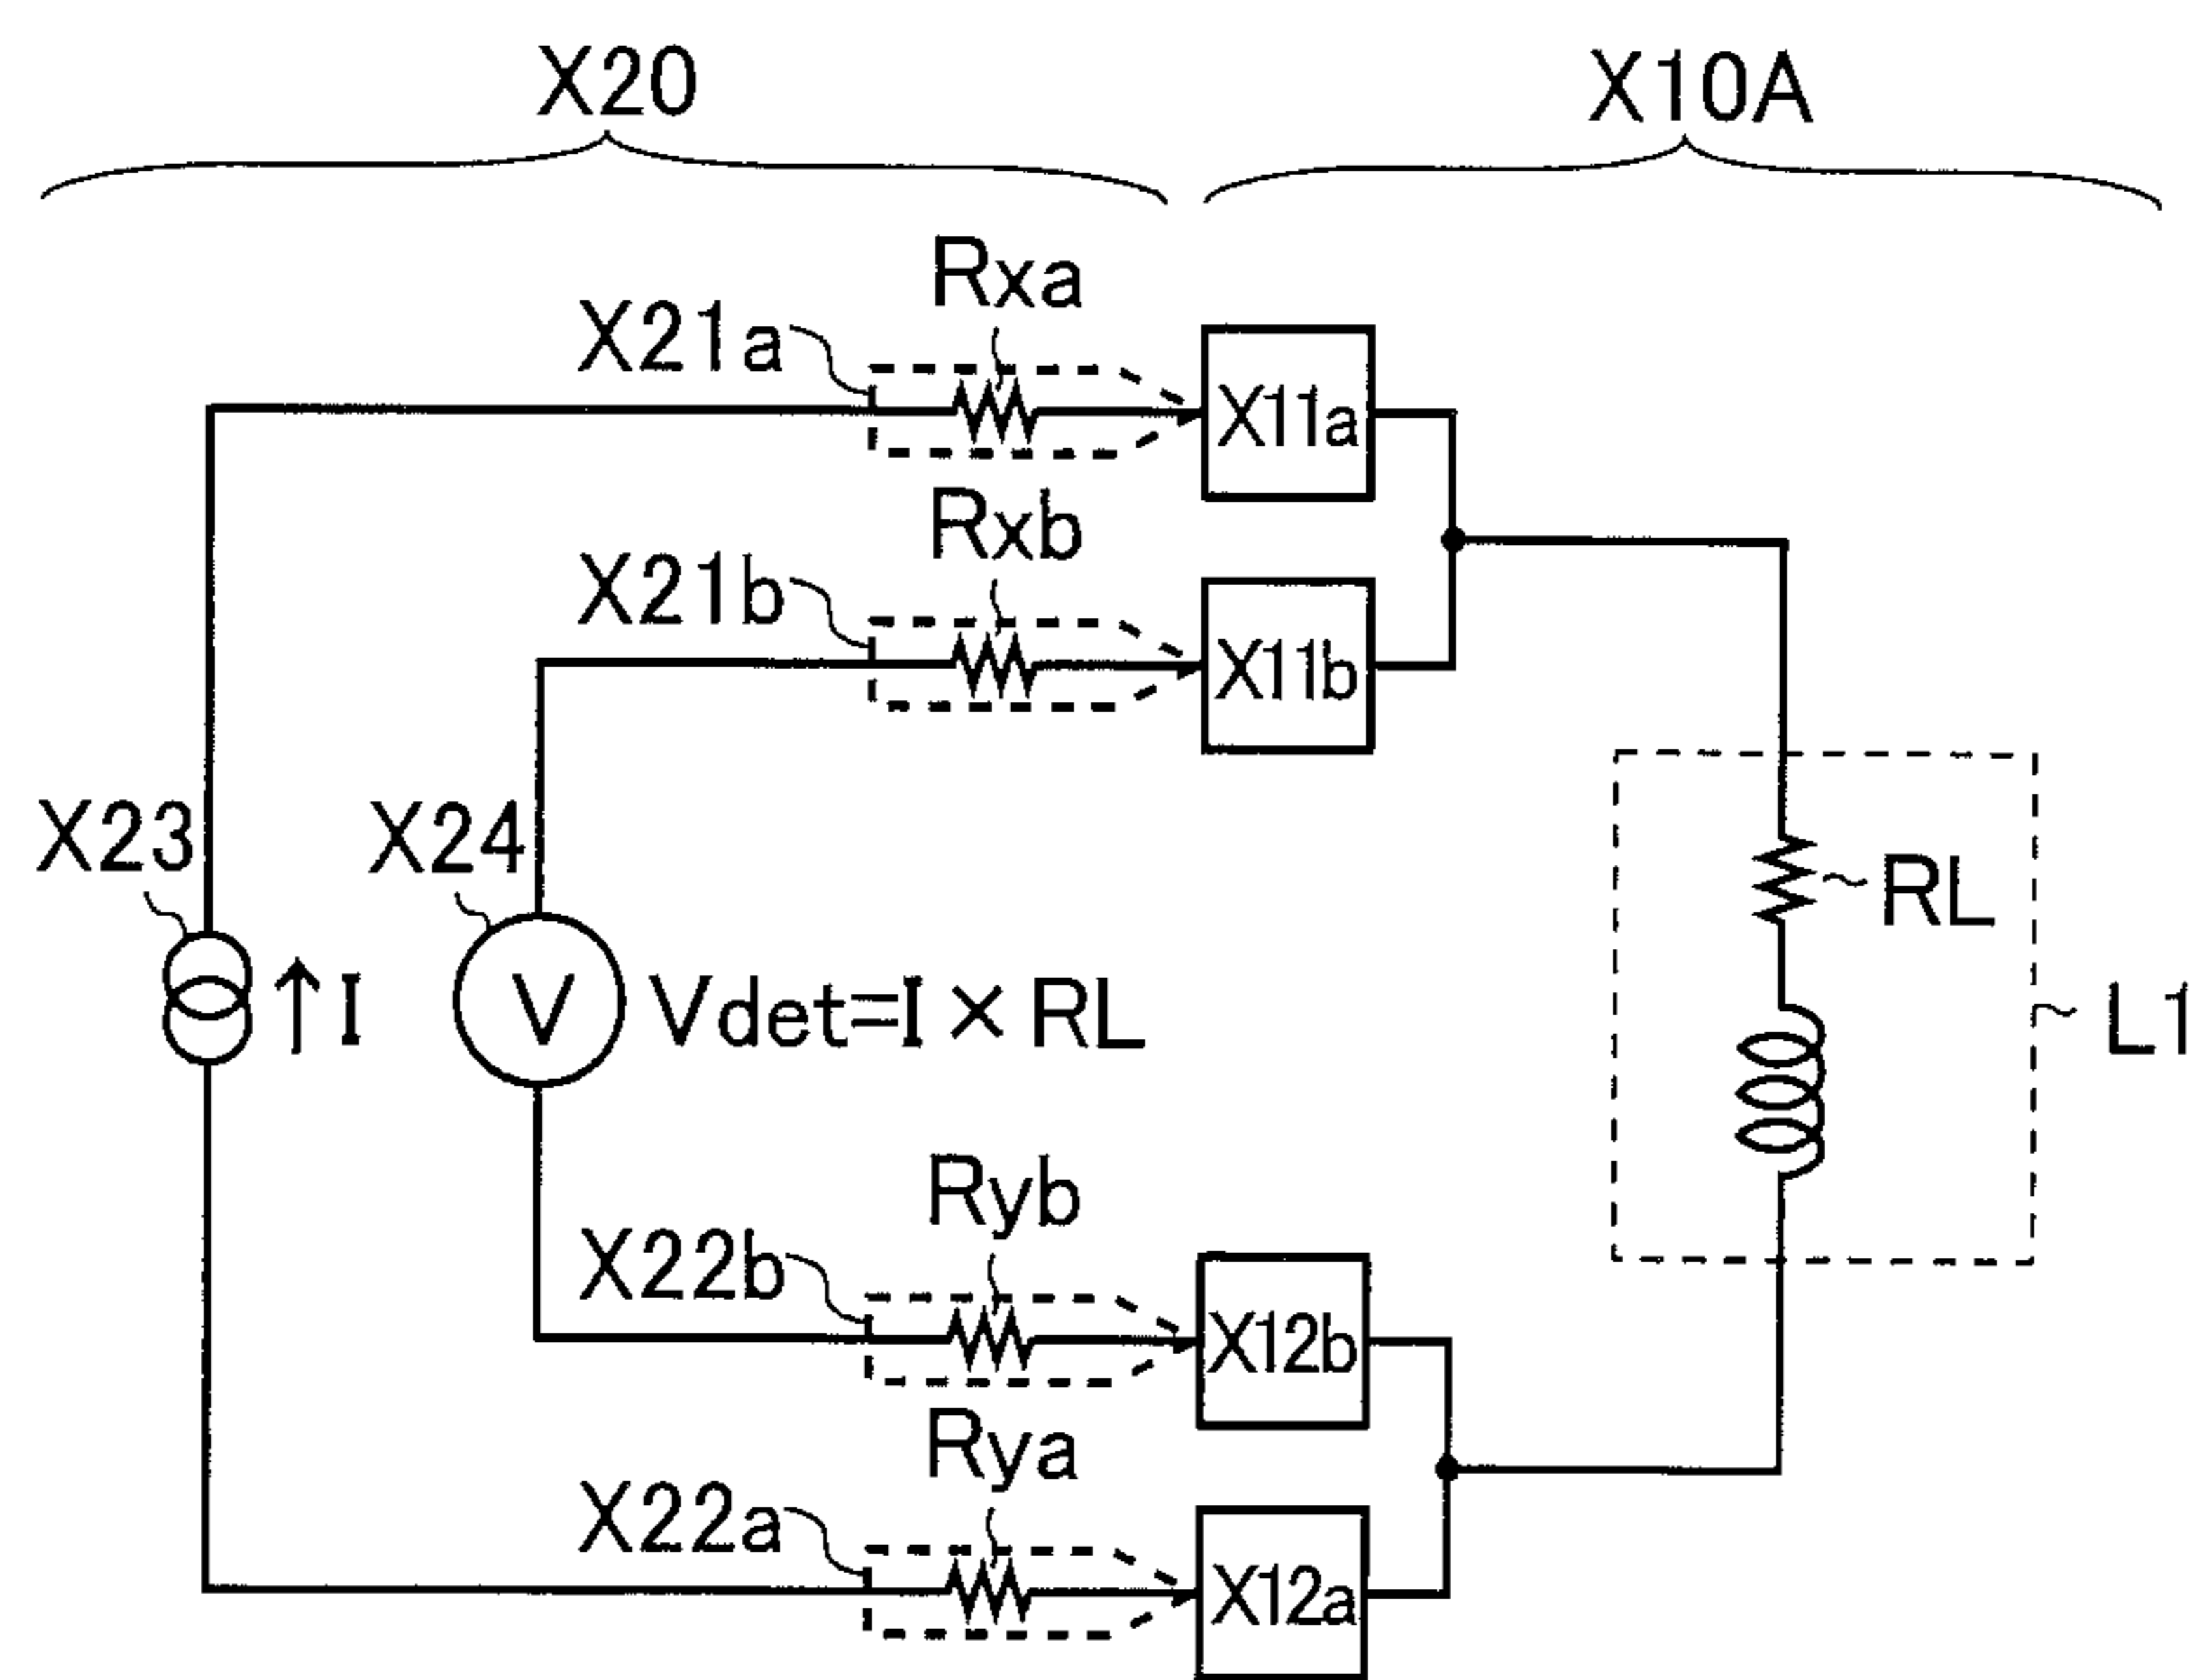 X20
X10A
Rxa
X21a
X11a
Rxb
X21b
X11b
X23
X24
RL
I
V
Vdet=I × RL
L1
Ryb
X22b
X12b
Rya
X22a
X12a